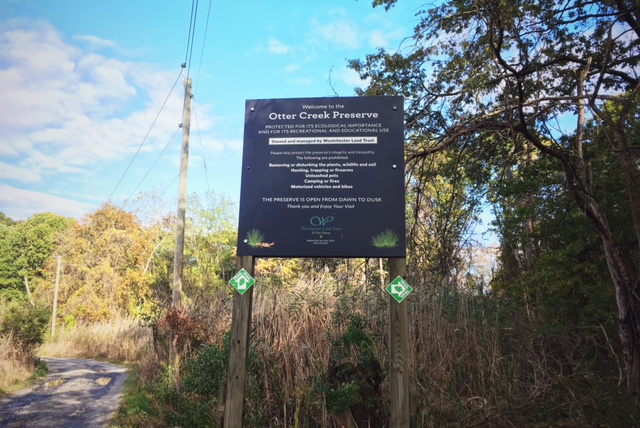 Welcome to the
Otter Creek Preserve
PROTECTED FOR ITS ECOLOGICAL IMPORTANCE
AND FOR ITS RECREATIONAL AND EDUCATIONAL USE
Owned and managed by Westchester Land Trust
Please help protect the preserve's integrity and tranquility.
The following are prohibited:
Removing or disturbing the plants, wildlife and soil
Hunting, trapping or firearms
Unleashed pets
Camping or fires
Motorized vehicles and bikes
THE PRESERVE IS OPEN FROM DAWN TO DUSK
Thank you and Enjoy Your Visit
Westchester Land Trust